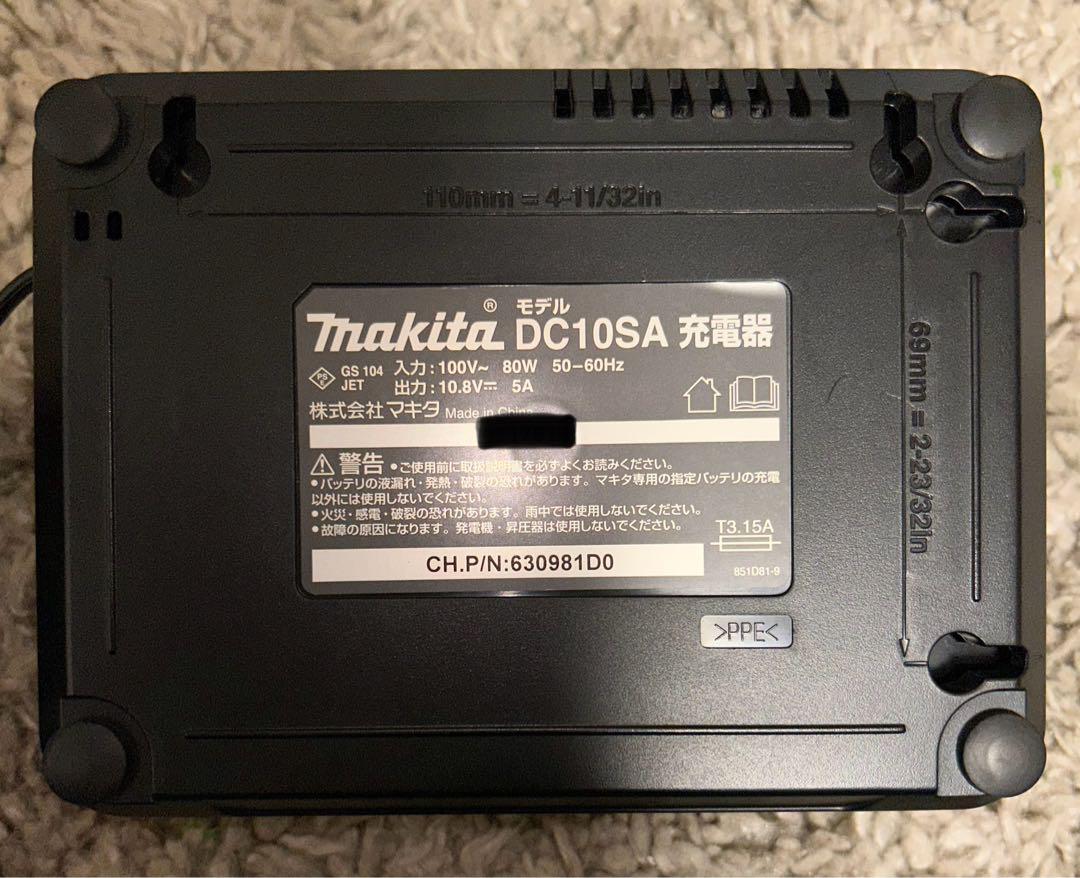 110mm = 4-11/32in
makita® モデル DC10SA 充電器
PS E GS 104 JET
入力:100V~ 80W 50-60Hz
出力:10.8V⎓ 5A
株式会社マキタ Made in China
⚠警告 ●ご使用前に取扱説明書を必ずよくお読みください。
●バッテリの液漏れ・発熱・破裂の恐れがあります。マキタ専用の指定バッテリの充電
以外には使用しないでください。
●火災・感電・破裂の恐れがあります。雨中では使用しないでください。
●故障の原因になります。発電機・昇圧器は使用しないでください。
T3.15A
CH.P/N:630981D0
851D81-9
>PPE<
69mm = 2-23/32in